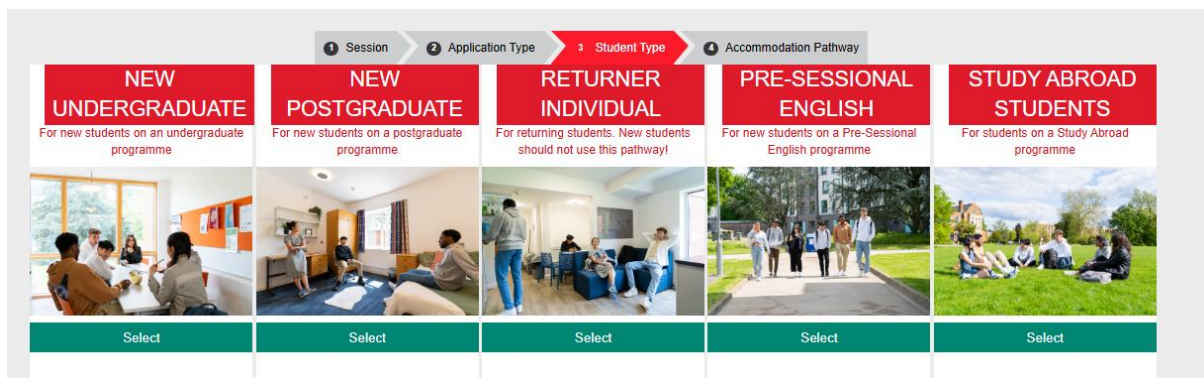 1 Session 2 Application Type 3 Student Type 4 Accommodation Pathway
NEW
UNDERGRADUATE
For new students on an undergraduate
programme
Select
NEW
POSTGRADUATE
For new students on a postgraduate
programme
Select
RETURNER
INDIVIDUAL
For returning students. New students
should not use this pathway!
Select
PRE-SESSIONAL
ENGLISH
For new students on a Pre-Sessional
English programme
Select
STUDY ABROAD
STUDENTS
For students on a Study Abroad
programme
Select